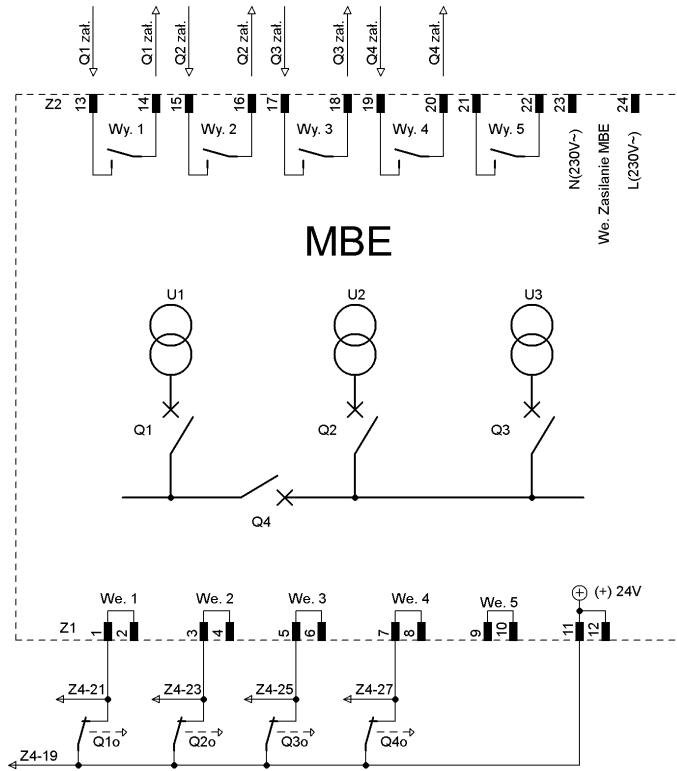 Q1 zał.
Q1 zał.
Q2 zał.
Q2 zał.
Q3 zał.
Q3 zał.
Q4 zał.
Q4 zał.
Z2
13
14
15
16
17
18
19
20
21
22
23
24
Wy. 1
Wy. 2
Wy. 3
Wy. 4
Wy. 5
N(230V~)
We. Zasilanie MBE
L(230V~)
MBE
U1
U2
U3
Q1
Q2
Q3
Q4
We. 1
We. 2
We. 3
We. 4
We. 5
(+) 24V
Z1
1
2
3
4
5
6
7
8
9
10
11
12
Z4-21
Z4-23
Z4-25
Z4-27
Q1o
Q2o
Q3o
Q4o
Z4-19